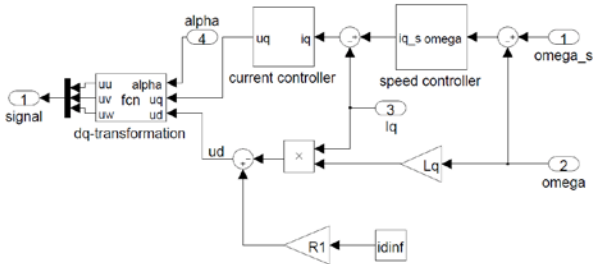 alpha
4
uq
iq
current controller
iq_s
omega
speed controller
1
omega_s
1
signal
uu
uv
uw
fcn
alpha
uq
ud
dq-transformation
3
Iq
ud
×
Lq
2
omega
R1
idinf